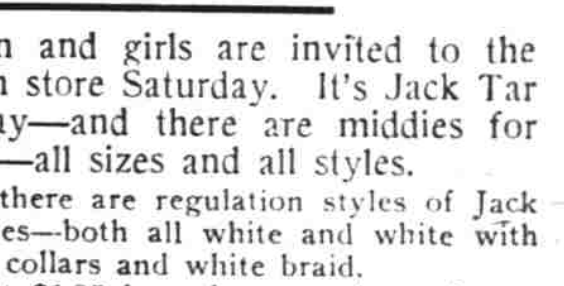 and girls are invited to the
store Saturday. It's Jack Tar
—and there are middies for
—all sizes and all styles.
there are regulation styles of Jack
—both all white and white with
collars and white braid.